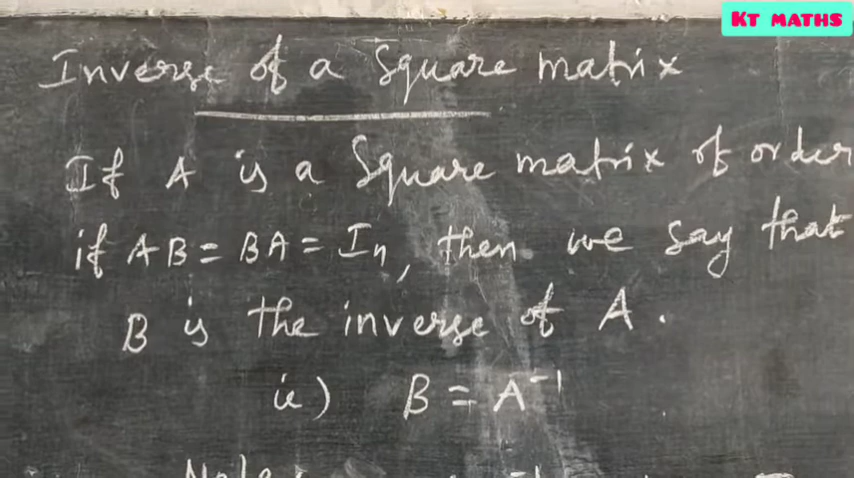 KT MATHS
Inverse of a Square matrix
If A is a Square matrix of order
if AB = BA = In, then we say that
B is the inverse of A.
ie) B = A⁻¹